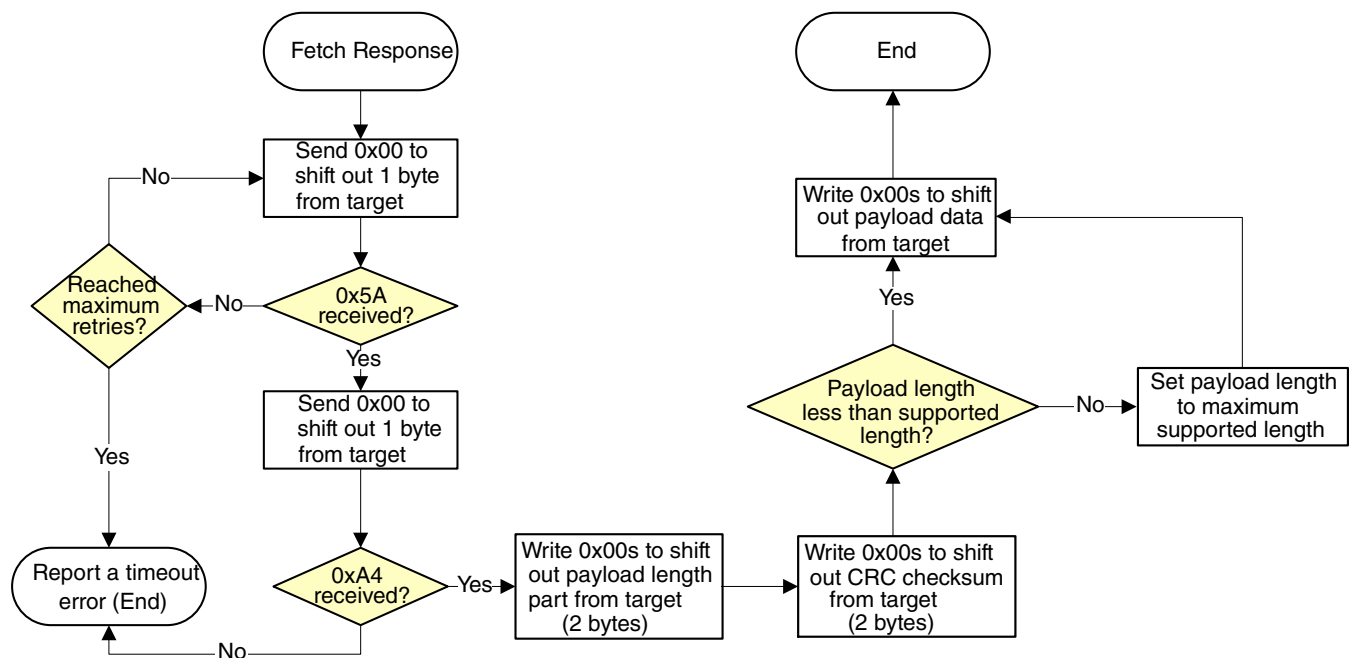 Fetch Response
Send 0x00 to
shift out 1 byte
from target
No
Reached
maximum
retries?
No
0x5A
received?
Yes
Send 0x00 to
shift out 1 byte
from target
Yes
Report a timeout
error (End)
0xA4
received?
No
Yes
Write 0x00s to shift
out payload length
part from target
(2 bytes)
Write 0x00s to shift
out CRC checksum
from target
(2 bytes)
Payload length
less than supported
length?
No
Set payload length
to maximum
supported length
Yes
Write 0x00s to shift
out payload data
from target
End